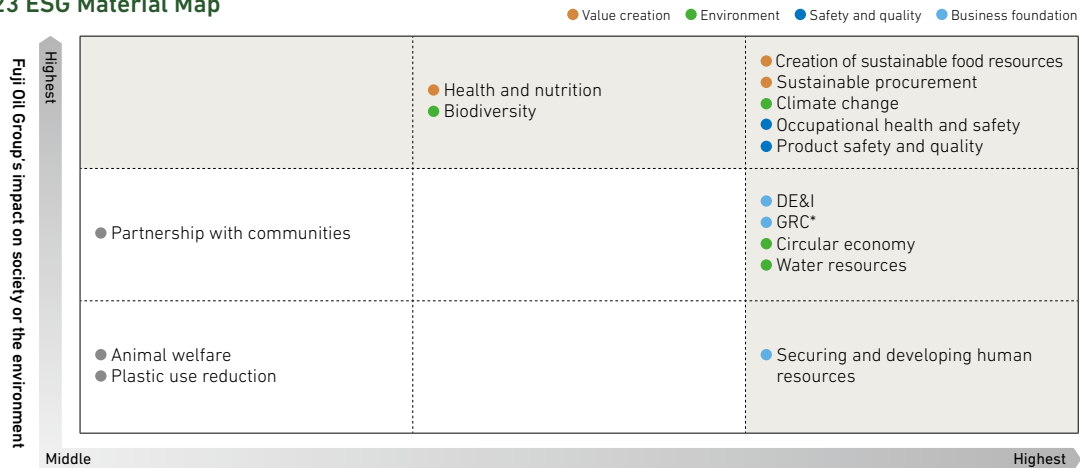 23 ESG Material Map
Value creation Environment Safety and quality Business foundation
Fuji Oil Group's impact on society or the environment
Highest
Health and nutrition
Biodiversity
Creation of sustainable food resources
Sustainable procurement
Climate change
Occupational health and safety
Product safety and quality
Partnership with communities
DE&I
GRC*
Circular economy
Water resources
Animal welfare
Plastic use reduction
Securing and developing human
resources
Middle
Highest